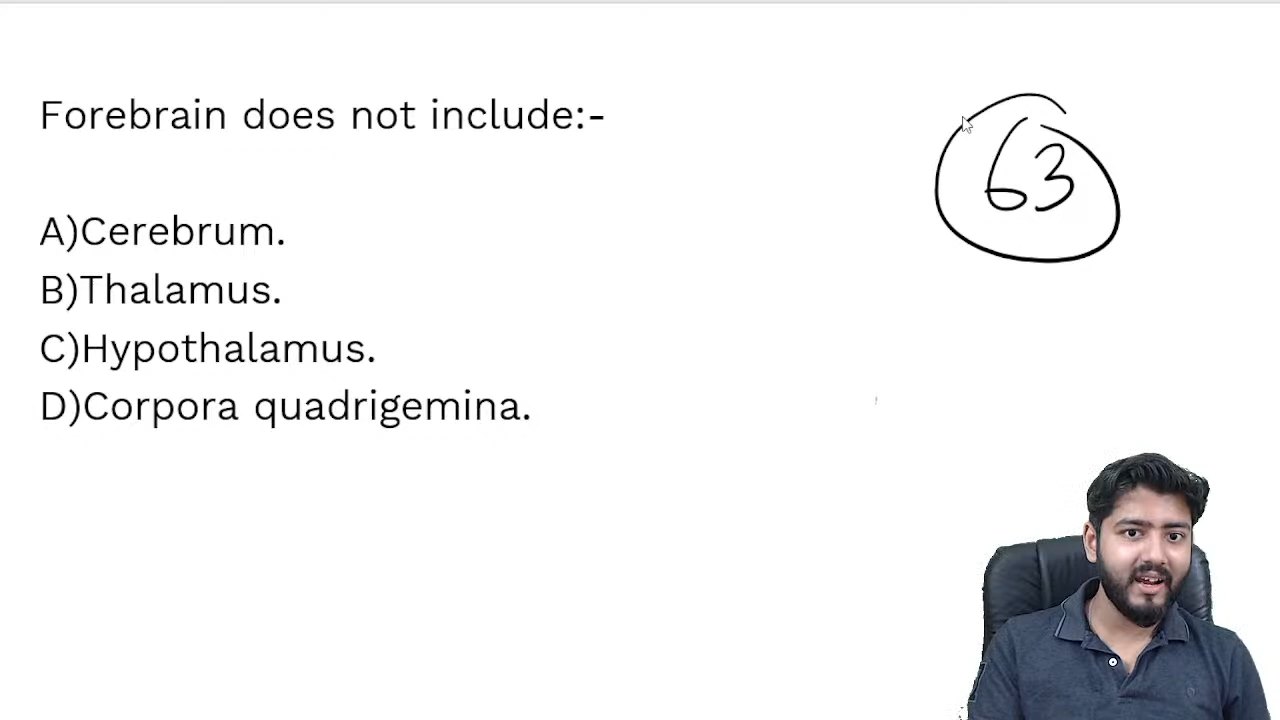 Forebrain does not include:-
63
A)Cerebrum.
B)Thalamus.
C)Hypothalamus.
D)Corpora quadrigemina.